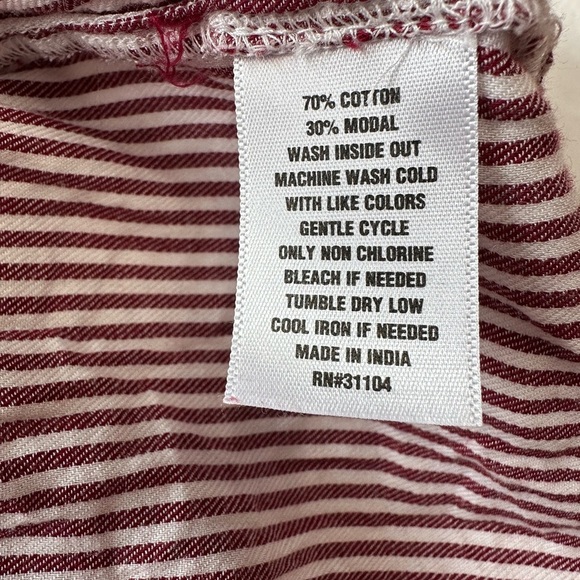 70% COTTON
30% MODAL
WASH INSIDE OUT
MACHINE WASH COLD
WITH LIKE COLORS
GENTLE CYCLE
ONLY NON CHLORINE
BLEACH IF NEEDED
TUMBLE DRY LOW
COOL IRON IF NEEDED
MADE IN INDIA
RN#31104